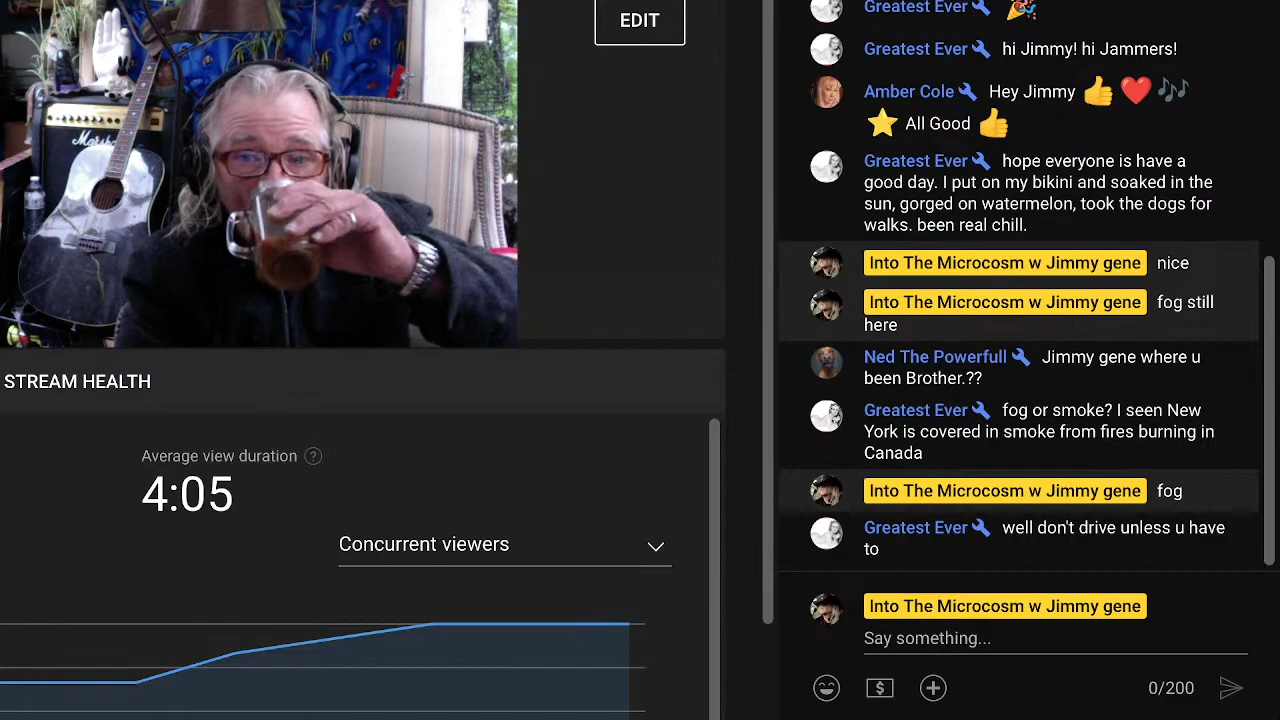 EDIT
Marshall
STREAM HEALTH
Average view duration ?
4:05
Concurrent viewers
Greatest Ever
Greatest Ever hi Jimmy! hi Jammers!
Amber Cole Hey Jimmy
All Good
Greatest Ever hope everyone is have a
good day. I put on my bikini and soaked in the
sun, gorged on watermelon, took the dogs for
walks. been real chill.
Into The Microcosm w Jimmy gene nice
Into The Microcosm w Jimmy gene fog still
here
Ned The Powerfull Jimmy gene where u
been Brother.??
Greatest Ever fog or smoke? I seen New
York is covered in smoke from fires burning in
Canada
Into The Microcosm w Jimmy gene fog
Greatest Ever well don't drive unless u have
to
Into The Microcosm w Jimmy gene
Say something...
$ 0/200